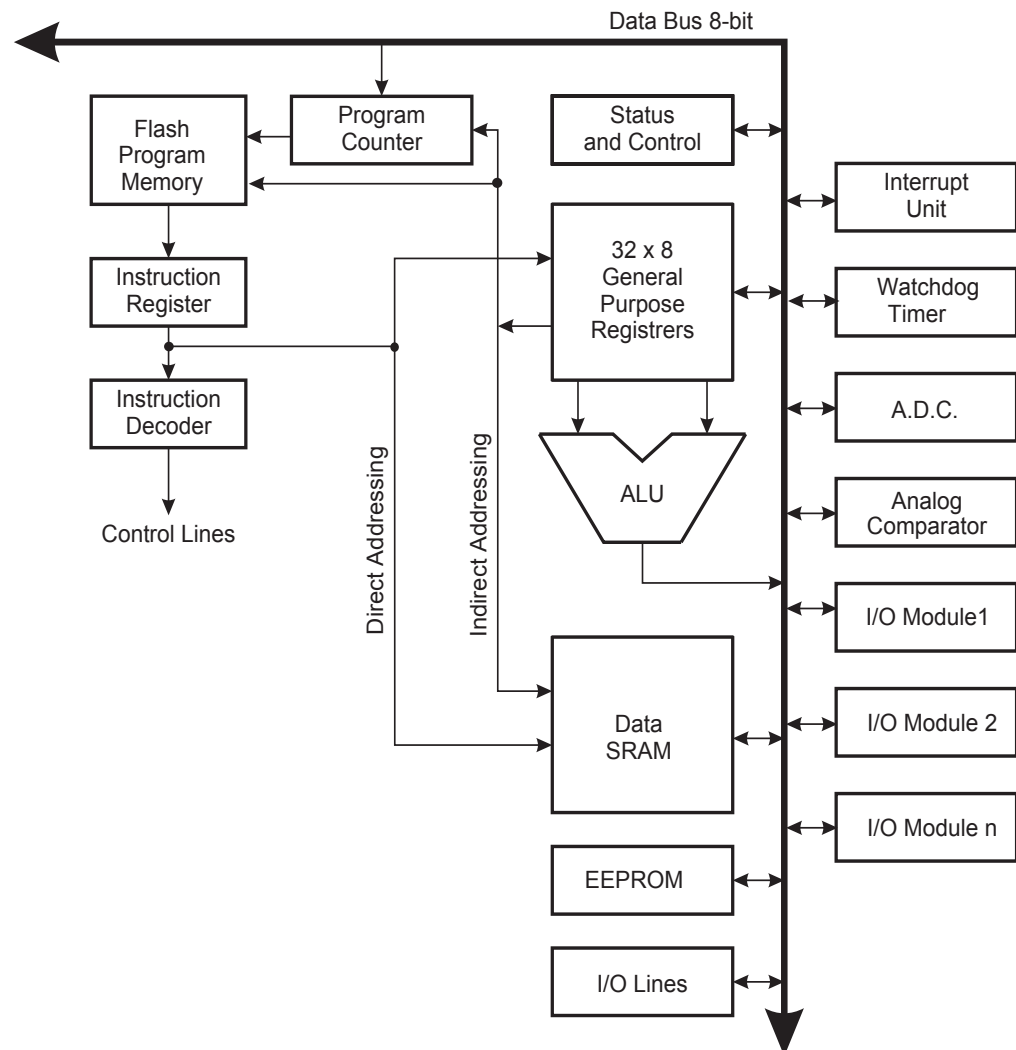 Data Bus 8-bit
Flash
Program
Memory
Program
Counter
Status
and Control
Interrupt
Unit
32 x 8
General
Purpose
Registrers
Instruction
Register
Watchdog
Timer
Instruction
Decoder
A.D.C.
Direct Addressing
Indirect Addressing
ALU
Analog
Comparator
Control Lines
I/O Module1
Data
SRAM
I/O Module 2
I/O Module n
EEPROM
I/O Lines